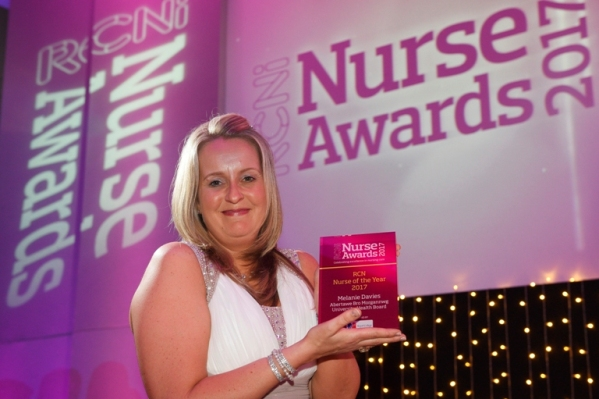 RCNi
Nurse
Awards
RCNi
Nurse
Awards
2017
RCNi
Nurse
Awards
2017
RCN
Nurse of the Year
2017
Melanie Davies
Abertawe Bro Morgannwg
University Health Board